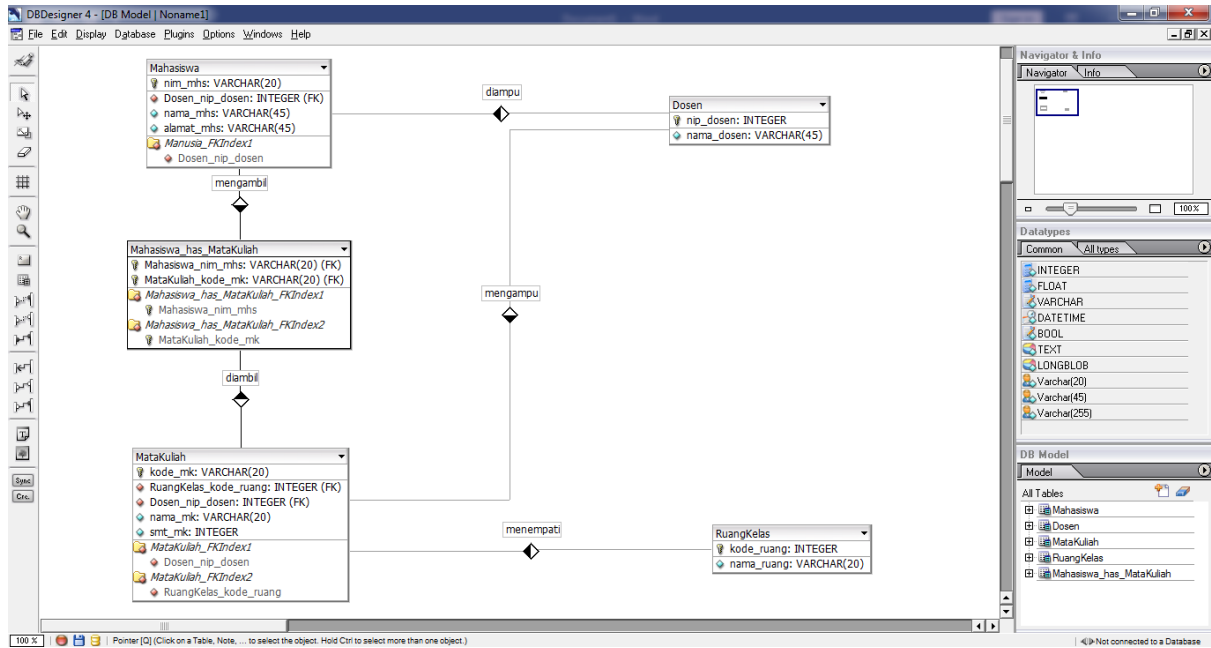 DBDesigner 4 - [DB Model | Noname1]
File Edit Display Database Plugins Options Windows Help
Mahasiswa
nim_mhs: VARCHAR(20)
Dosen_nip_dosen: INTEGER (FK)
nama_mhs: VARCHAR(45)
alamat_mhs: VARCHAR(45)
Manusia_FKIndex1
Dosen_nip_dosen
diampu
Dosen
nip_dosen: INTEGER
nama_dosen: VARCHAR(45)
mengambil
Mahasiswa_has_MataKuliah
Mahasiswa_nim_mhs: VARCHAR(20) (FK)
MataKuliah_kode_mk: VARCHAR(20) (FK)
Mahasiswa_has_MataKuliah_FKIndex1
Mahasiswa_nim_mhs
Mahasiswa_has_MataKuliah_FKIndex2
MataKuliah_kode_mk
mengampu
diambil
MataKuliah
kode_mk: VARCHAR(20)
RuangKelas_kode_ruang: INTEGER (FK)
Dosen_nip_dosen: INTEGER (FK)
nama_mk: VARCHAR(20)
smt_mk: INTEGER
MataKuliah_FKIndex1
Dosen_nip_dosen
MataKuliah_FKIndex2
RuangKelas_kode_ruang
menempati
RuangKelas
kode_ruang: INTEGER
nama_ruang: VARCHAR(20)
Navigator & Info
Navigator Info
100%
Datatypes
Common All types
INTEGER
FLOAT
VARCHAR
DATETIME
BOOL
TEXT
LONGBLOB
Varchar(20)
Varchar(45)
Varchar(255)
DB Model
Model
All Tables
Mahasiswa
Dosen
MataKuliah
RuangKelas
Mahasiswa_has_MataKuliah
Sync
100 % Pointer [Q] (Click on a Table, Note, ... to select the object. Hold Ctrl to select more than one object.)
Not connected to a Database